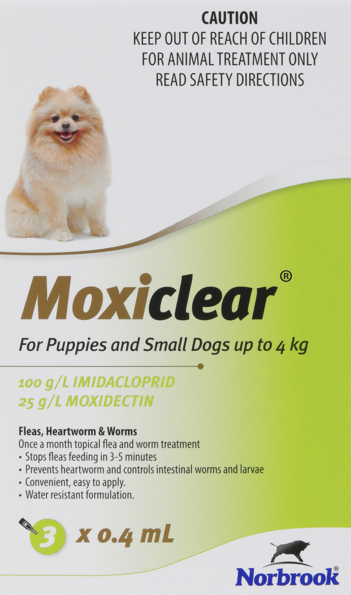 CAUTION
KEEP OUT OF REACH OF CHILDREN
FOR ANIMAL TREATMENT ONLY
READ SAFETY DIRECTIONS
Moxiclear®
For Puppies and Small Dogs up to 4 kg
100 g/L IMIDACLOPRID
25 g/L MOXIDECTIN
Fleas, Heartworm & Worms
Once a month topical flea and worm treatment
• Stops fleas feeding in 3-5 minutes
• Prevents heartworm and controls intestinal worms and larvae
• Convenient, easy to apply.
• Water resistant formulation.
3 x 0.4 mL
Norbrook®